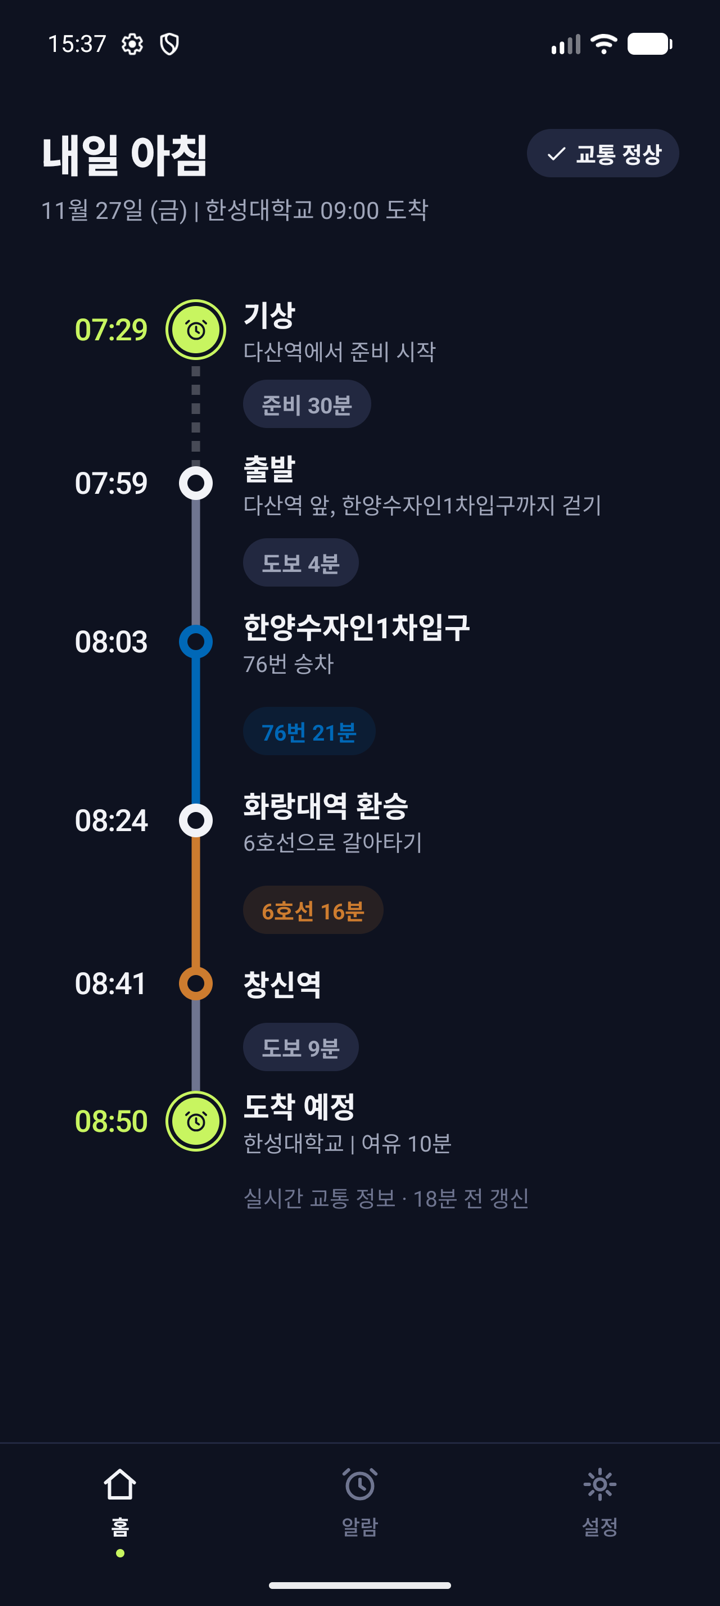 15:37
내일 아침
교통 정상
11월 27일 (금) | 한성대학교 09:00 도착
07:29
기상
다산역에서 준비 시작
준비 30분
07:59
출발
다산역 앞, 한양수자인1차입구까지 걷기
도보 4분
08:03
한양수자인1차입구
76번 승차
76번 21분
08:24
화랑대역 환승
6호선으로 갈아타기
6호선 16분
08:41
창신역
도보 9분
08:50
도착 예정
한성대학교 | 여유 10분
실시간 교통 정보 · 18분 전 갱신
홈
알람
설정